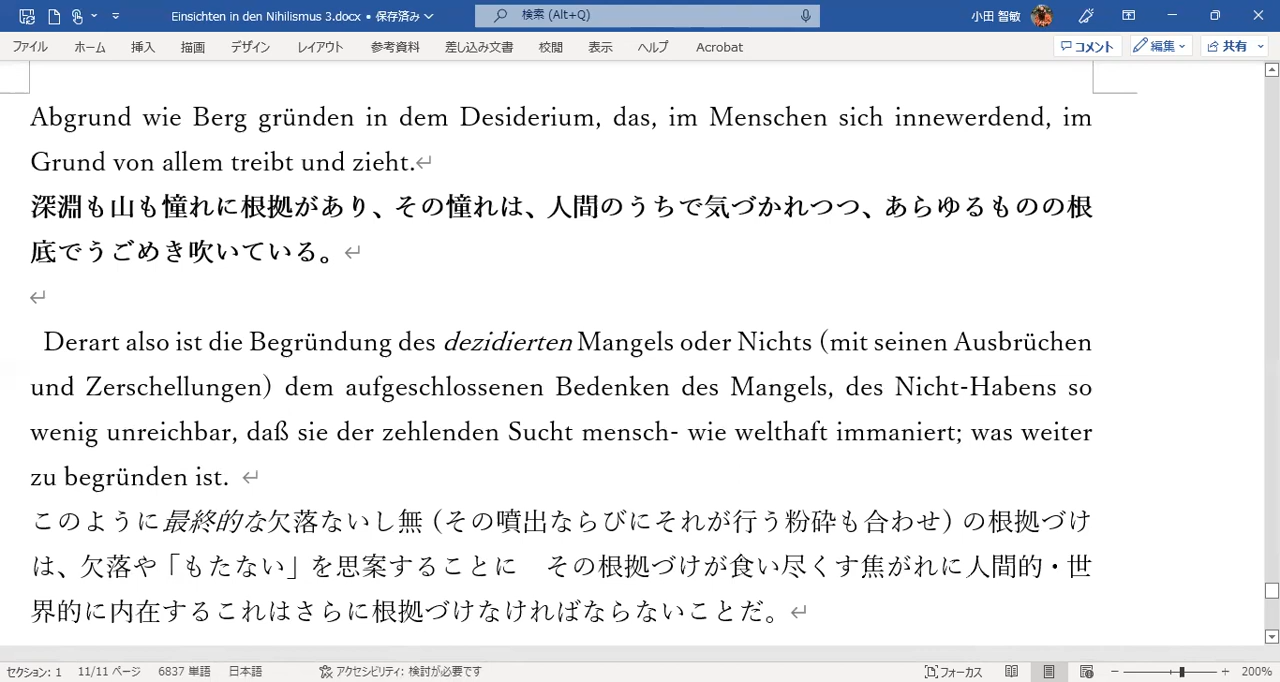 Einsichten in den Nihilismus 3.docx • 保存済み
検索 (Alt+Q)
小田 智敏
ファイル ホーム 挿入 描画 デザイン レイアウト 参考資料 差し込み文書 校閲 表示 ヘルプ Acrobat
コメント 編集 共有
Abgrund wie Berg gründen in dem Desiderium, das, im Menschen sich innewerdend, im
Grund von allem treibt und zieht.↵
深淵も山も憧れに根拠があり、その憧れは、人間のうちで気づかれつつ、あらゆるものの根
底でうごめき吹いている。↵
↵
Derart also ist die Begründung des dezidierten Mangels oder Nichts (mit seinen Ausbrüchen
und Zerschellungen) dem aufgeschlossenen Bedenken des Mangels, des Nicht-Habens so
wenig unreichbar, daß sie der zehlenden Sucht mensch- wie welthaft immaniert; was weiter
zu begründen ist. ↵
このように最終的な欠落ないし無（その噴出ならびにそれが行う粉砕も合わせ）の根拠づけ
は、欠落や「もたない」を思案することに　その根拠づけが食い尽くす焦がれに人間的・世
界的に内在するこれはさらに根拠づけなければならないことだ。↵
セクション: 1 11/11 ページ 6837 単語 日本語 アクセシビリティ: 検討が必要です フォーカス 200%